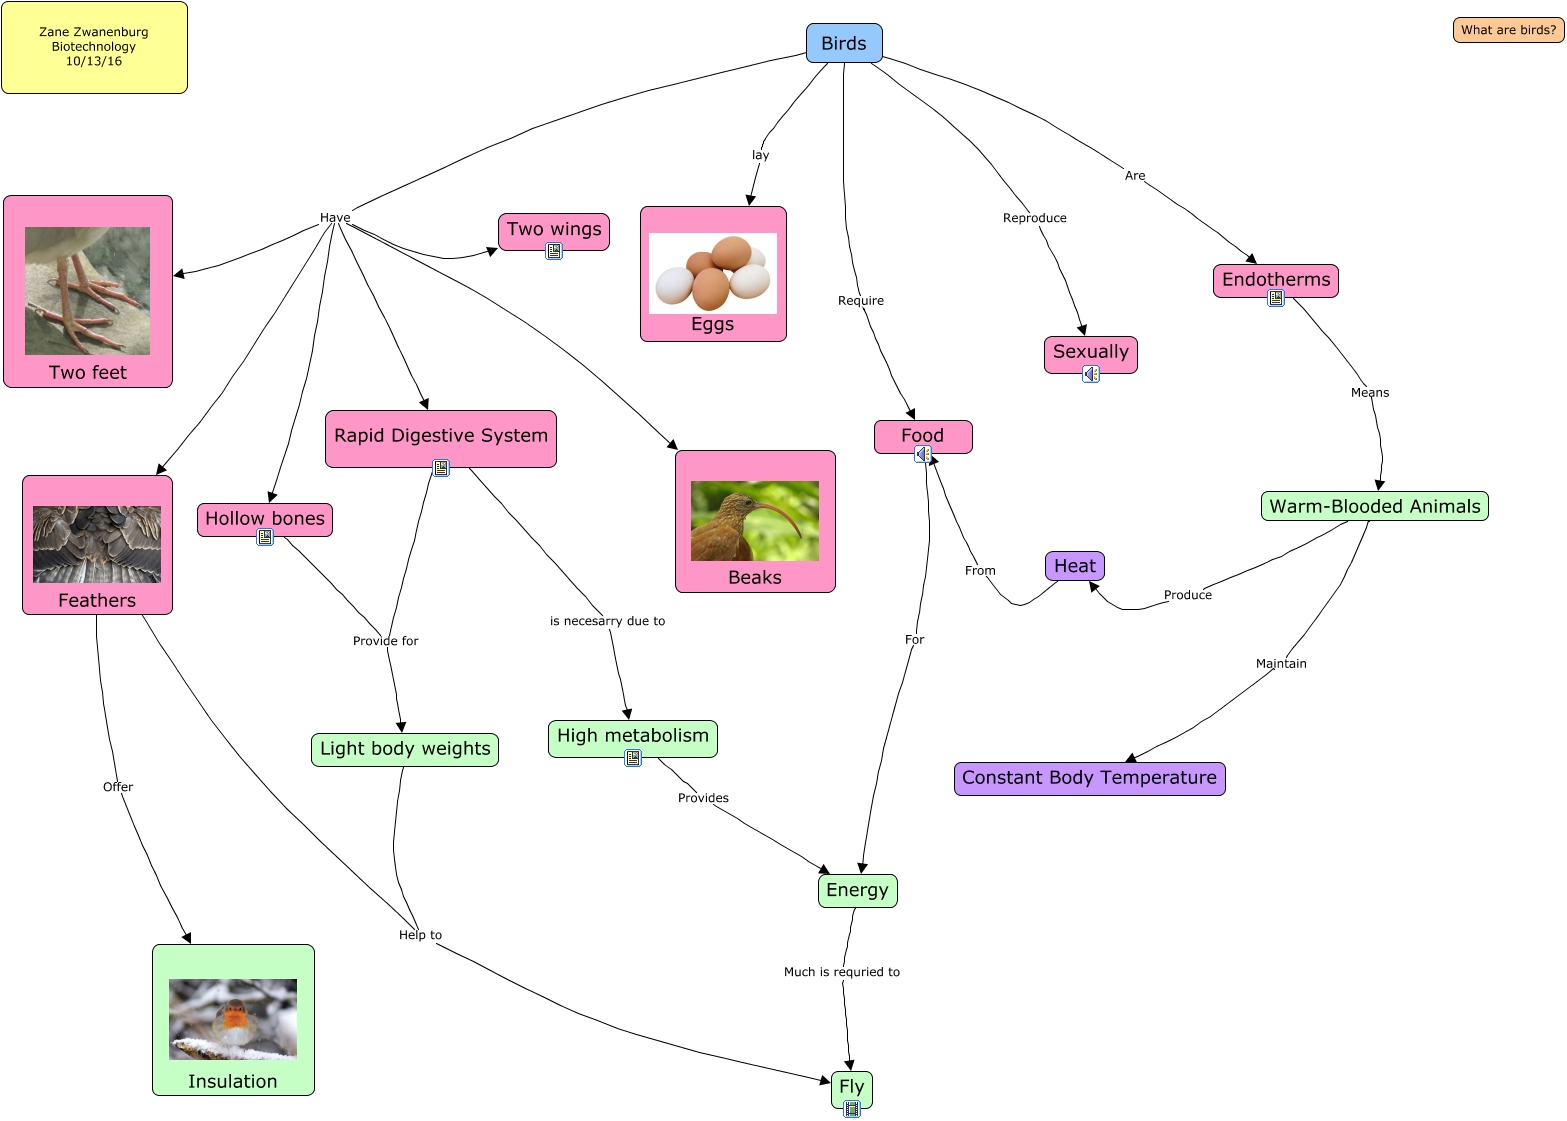 Zane Zwanenburg
Biotechnology
10/13/16
Birds
What are birds?
lay
Are
Have
Two wings
Reproduce
Eggs
Require
Endotherms
Two feet
Sexually
Means
Rapid Digestive System
Food
Warm-Blooded Animals
Hollow bones
Feathers
Beaks
Heat
From
Produce
Provide for
is necesarry due to
For
Maintain
Light body weights
High metabolism
Constant Body Temperature
Offer
Provides
Energy
Help to
Much is requried to
Insulation
Fly